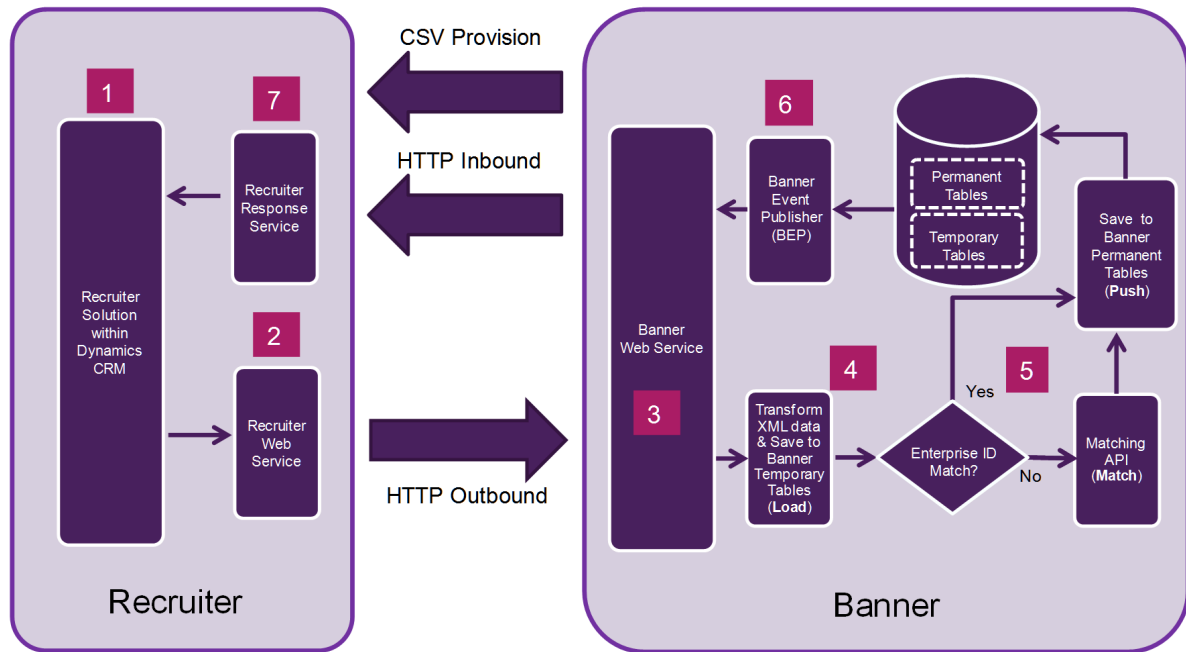 1
Recruiter
Solution
within
Dynamics
CRM
7
Recruiter
Response
Service
2
Recruiter
Web
Service
Recruiter
CSV Provision
HTTP Inbound
HTTP Outbound
Banner
Web Service
3
6
Banner
Event
Publisher
(BEP)
Permanent
Tables
Temporary
Tables
Save to
Banner
Permanent
Tables
(Push)
4
Transform
XML data
& Save to
Banner
Temporary
Tables
(Load)
5
Yes
Enterprise ID
Match?
No
Matching
API
(Match)
Banner